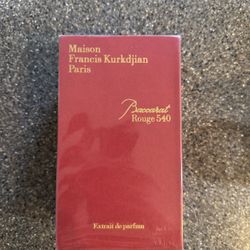 Maison
Francis Kurkdjian
Paris
Baccarat
Rouge 540
Extrait de parfum